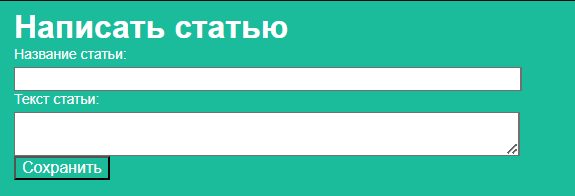 Написать статью
Название статьи:
Текст статьи:
Сохранить